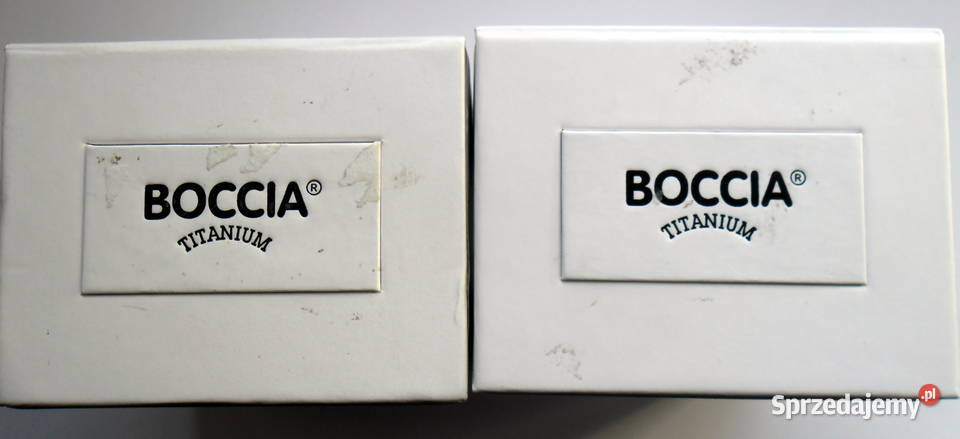 BOCCIA®
TITANIUM
BOCCIA®
TITANIUM
Sprzedajemy.pl